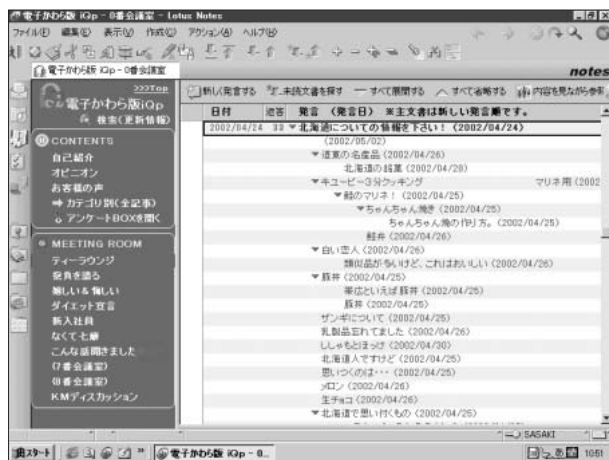 電子かわら版 iQp - 0番会議室 - Lotus Notes
ファイル(F) 編集(E) 表示(V) 作成(C) アクション(A) ヘルプ(H)
電子かわら版 iQp - 0番会議室
notes
>>>Top
電子かわら版iQp
検索(更新情報)
CONTENTS
自己紹介
オピニオン
お客様の声
カテゴリ別(全記事)
アンケートBOXを開く
MEETING ROOM
ティーラウンジ
抱負を語る
嬉しい&悔しい
ダイエット宣言
新入社員
なくて七癖
こんな話聞きました
(7番会議室)
(8番会議室)
KMディスカッション
新しく発言する 未読文書を探す すべて展開する すべて省略する 内容を見ながら参照
日付 返答 発言 (発言日) ※主文書は新しい発言順です。
2002/04/24 33 ▼北海道についての情報を下さい! (2002/04/24)
(2002/05/02)
▼道東の名産品 (2002/04/26)
北海道の銘菓 (2002/04/28)
▼キユーピー3分クッキング マリネ用 (2002
▼鮭のマリネ! (2002/04/25)
▼ちゃんちゃん焼き (2002/04/25)
ちゃんちゃん焼の作り方。 (2002/04/25)
鮭弁 (2002/04/26)
▼白い恋人 (2002/04/26)
類似品が多いけど、これはおいしい (2002/04/26)
▼豚丼 (2002/04/25)
帯広といえば豚丼 (2002/04/25)
豚丼 (2002/04/25)
ザンギについて (2002/04/25)
乳製品忘れてました (2002/04/26)
ししゃもとほっけ (2002/04/30)
北海道人ですけど (2002/04/25)
思いつくのは・・・ (2002/04/25)
メロン (2002/04/26)
生チョコ (2002/04/26)
▼北海道で思い付くもの (2002/04/25)
SASAKI
スタート 電子かわら版 iQp - 0... 10:51